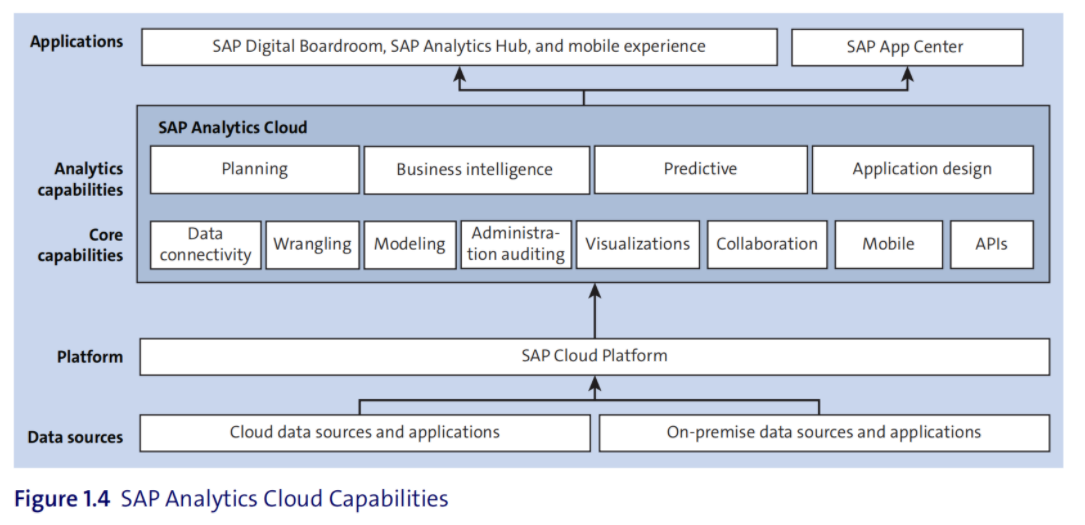 Applications
SAP Digital Boardroom, SAP Analytics Hub, and mobile experience
SAP App Center
SAP Analytics Cloud
Analytics
capabilities
Planning
Business intelligence
Predictive
Application design
Core
capabilities
Data
connectivity
Wrangling
Modeling
Administra-
tion auditing
Visualizations
Collaboration
Mobile
APIs
Platform
SAP Cloud Platform
Data sources
Cloud data sources and applications
On-premise data sources and applications
Figure 1.4 SAP Analytics Cloud Capabilities